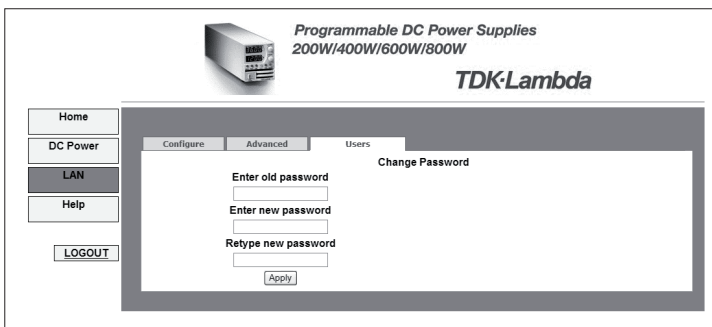 Programmable DC Power Supplies
200W/400W/600W/800W
TDK·Lambda
Home
DC Power
LAN
Help
LOGOUT
Configure
Advanced
Users
Change Password
Enter old password
Enter new password
Retype new password
Apply